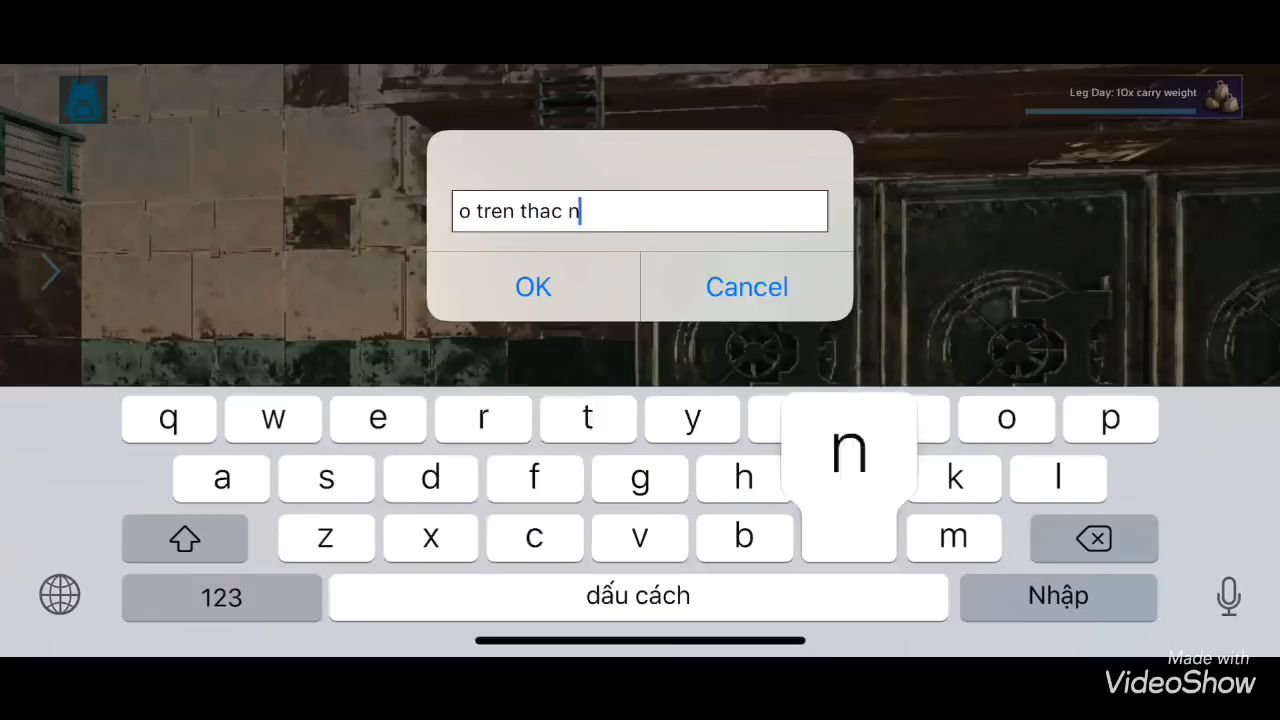 Leg Day: 10x carry weight
o tren thac n
OK Cancel
q w e r t y o p
a s d f g h k l
n
z x c v b m
123 dấu cách Nhập
Made with
VideoShow